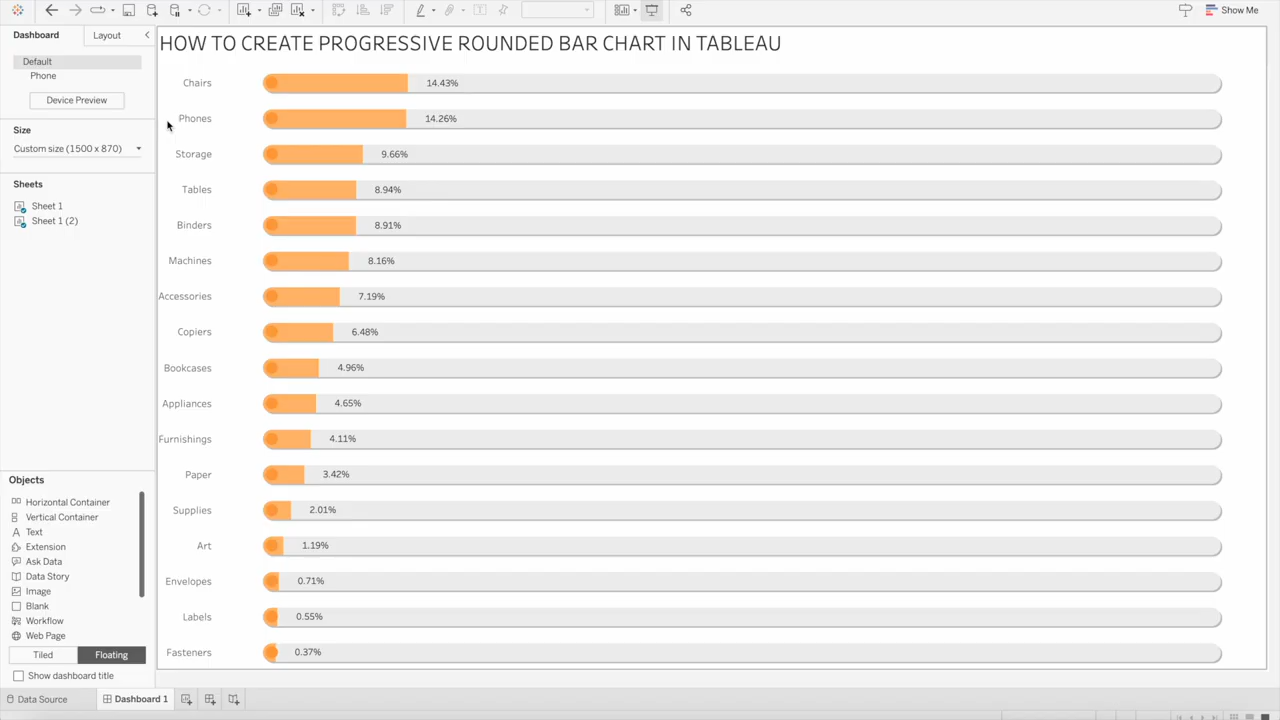 Show Me
Dashboard
Layout
Default
Phone
Device Preview
Size
Custom size (1500 x 870)
Sheets
Sheet 1
Sheet 1 (2)
Objects
Horizontal Container
Vertical Container
Text
Extension
Ask Data
Data Story
Image
Blank
Workflow
Web Page
Tiled
Floating
Show dashboard title
HOW TO CREATE PROGRESSIVE ROUNDED BAR CHART IN TABLEAU
Chairs 14.43%
Phones 14.26%
Storage 9.66%
Tables 8.94%
Binders 8.91%
Machines 8.16%
Accessories 7.19%
Copiers 6.48%
Bookcases 4.96%
Appliances 4.65%
Furnishings 4.11%
Paper 3.42%
Supplies 2.01%
Art 1.19%
Envelopes 0.71%
Labels 0.55%
Fasteners 0.37%
Data Source
Dashboard 1